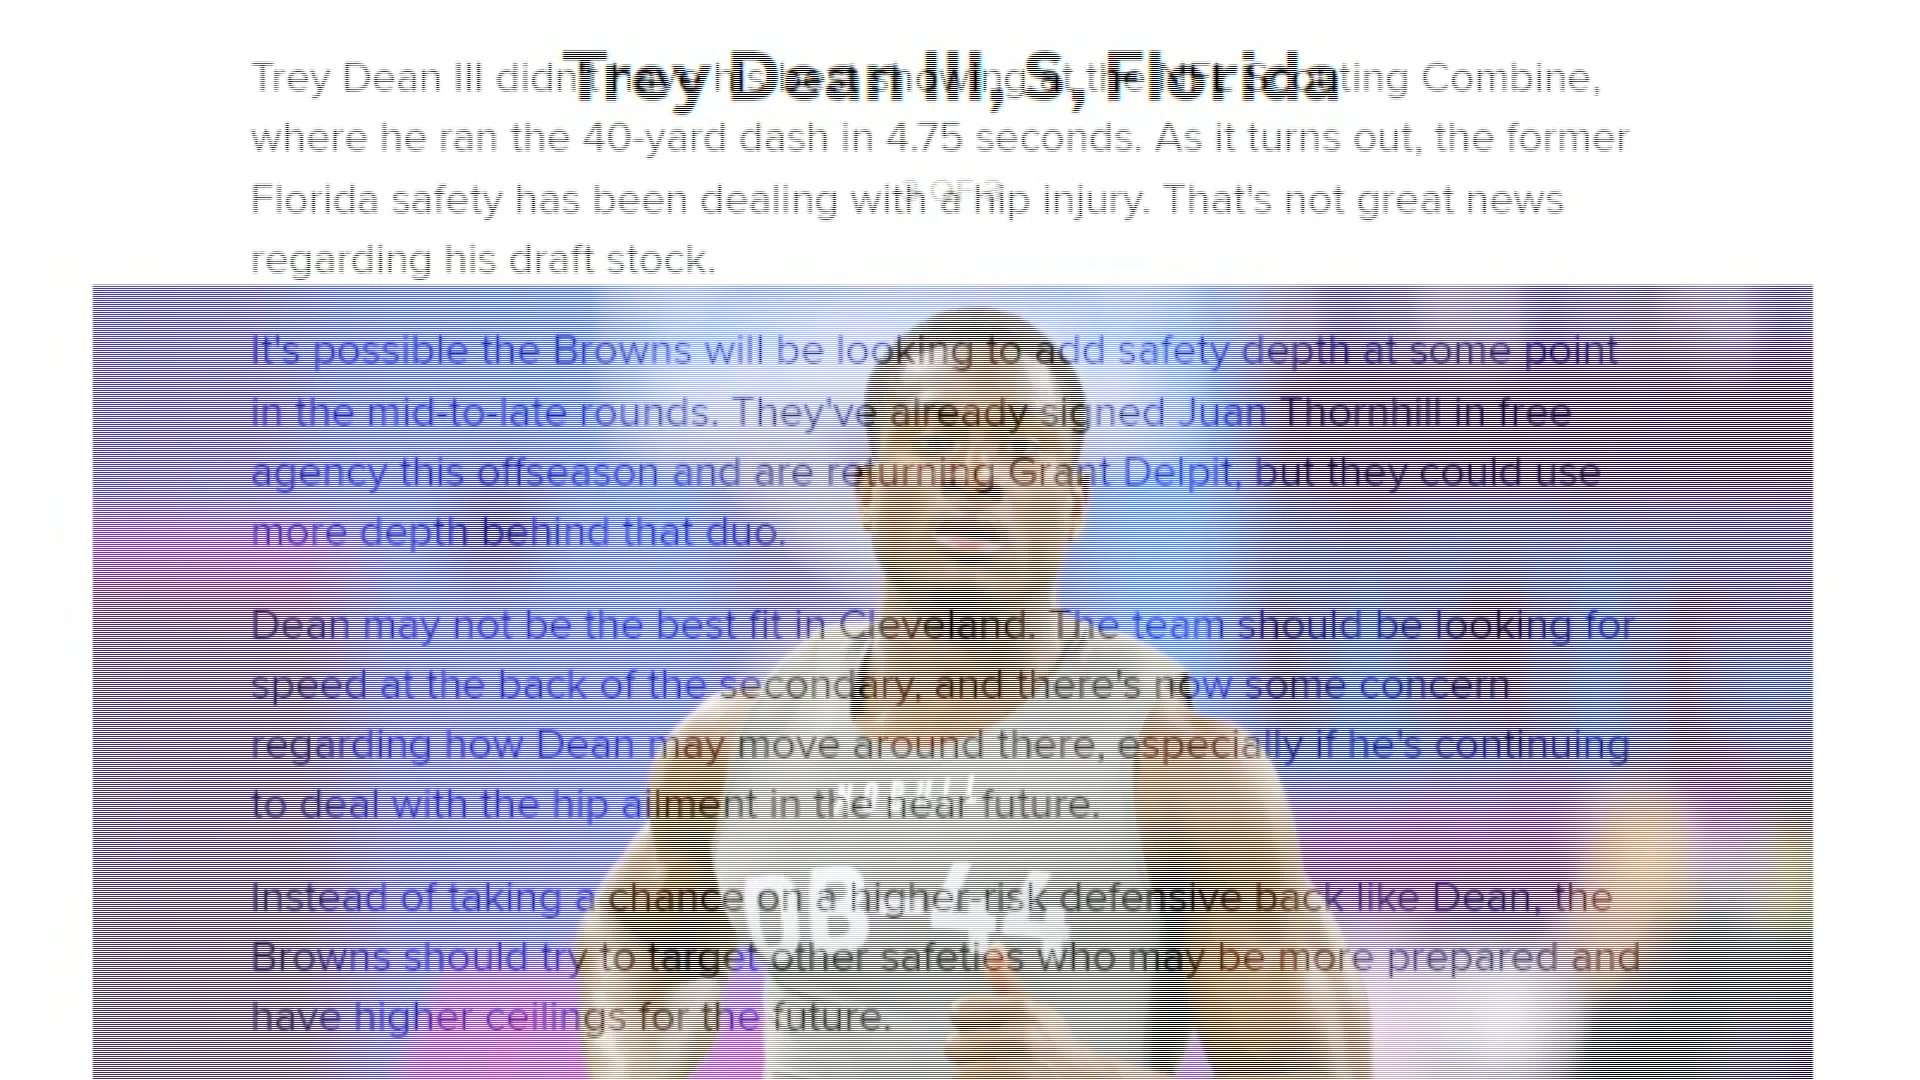 Trey Dean III, S, Florida
Trey Dean III didn't have his best showing at the NFL Scouting Combine,
where he ran the 40-yard dash in 4.75 seconds. As it turns out, the former
OF 3
Florida safety has been dealing with a hip injury. That's not great news
regarding his draft stock.
It's possible the Browns will be looking to add safety depth at some point
in the mid-to-late rounds. They've already signed Juan Thornhill in free
agency this offseason and are returning Grant Delpit, but they could use
more depth behind that duo.
Dean may not be the best fit in Cleveland. The team should be looking for
speed at the back of the secondary, and there's now some concern
regarding how Dean may move around there, especially if he's continuing
NOBULL
to deal with the hip ailment in the near future.
DB 44
Instead of taking a chance on a higher-risk defensive back like Dean, the
Browns should try to target other safeties who may be more prepared and
have higher ceilings for the future.